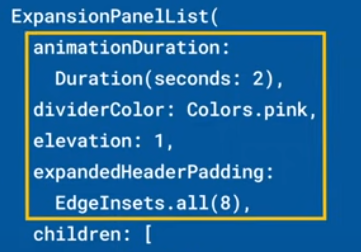 ExpansionPanelList(
animationDuration:
Duration(seconds: 2),
dividerColor: Colors.pink,
elevation: 1,
expandedHeaderPadding:
EdgeInsets.all(8),
children: [